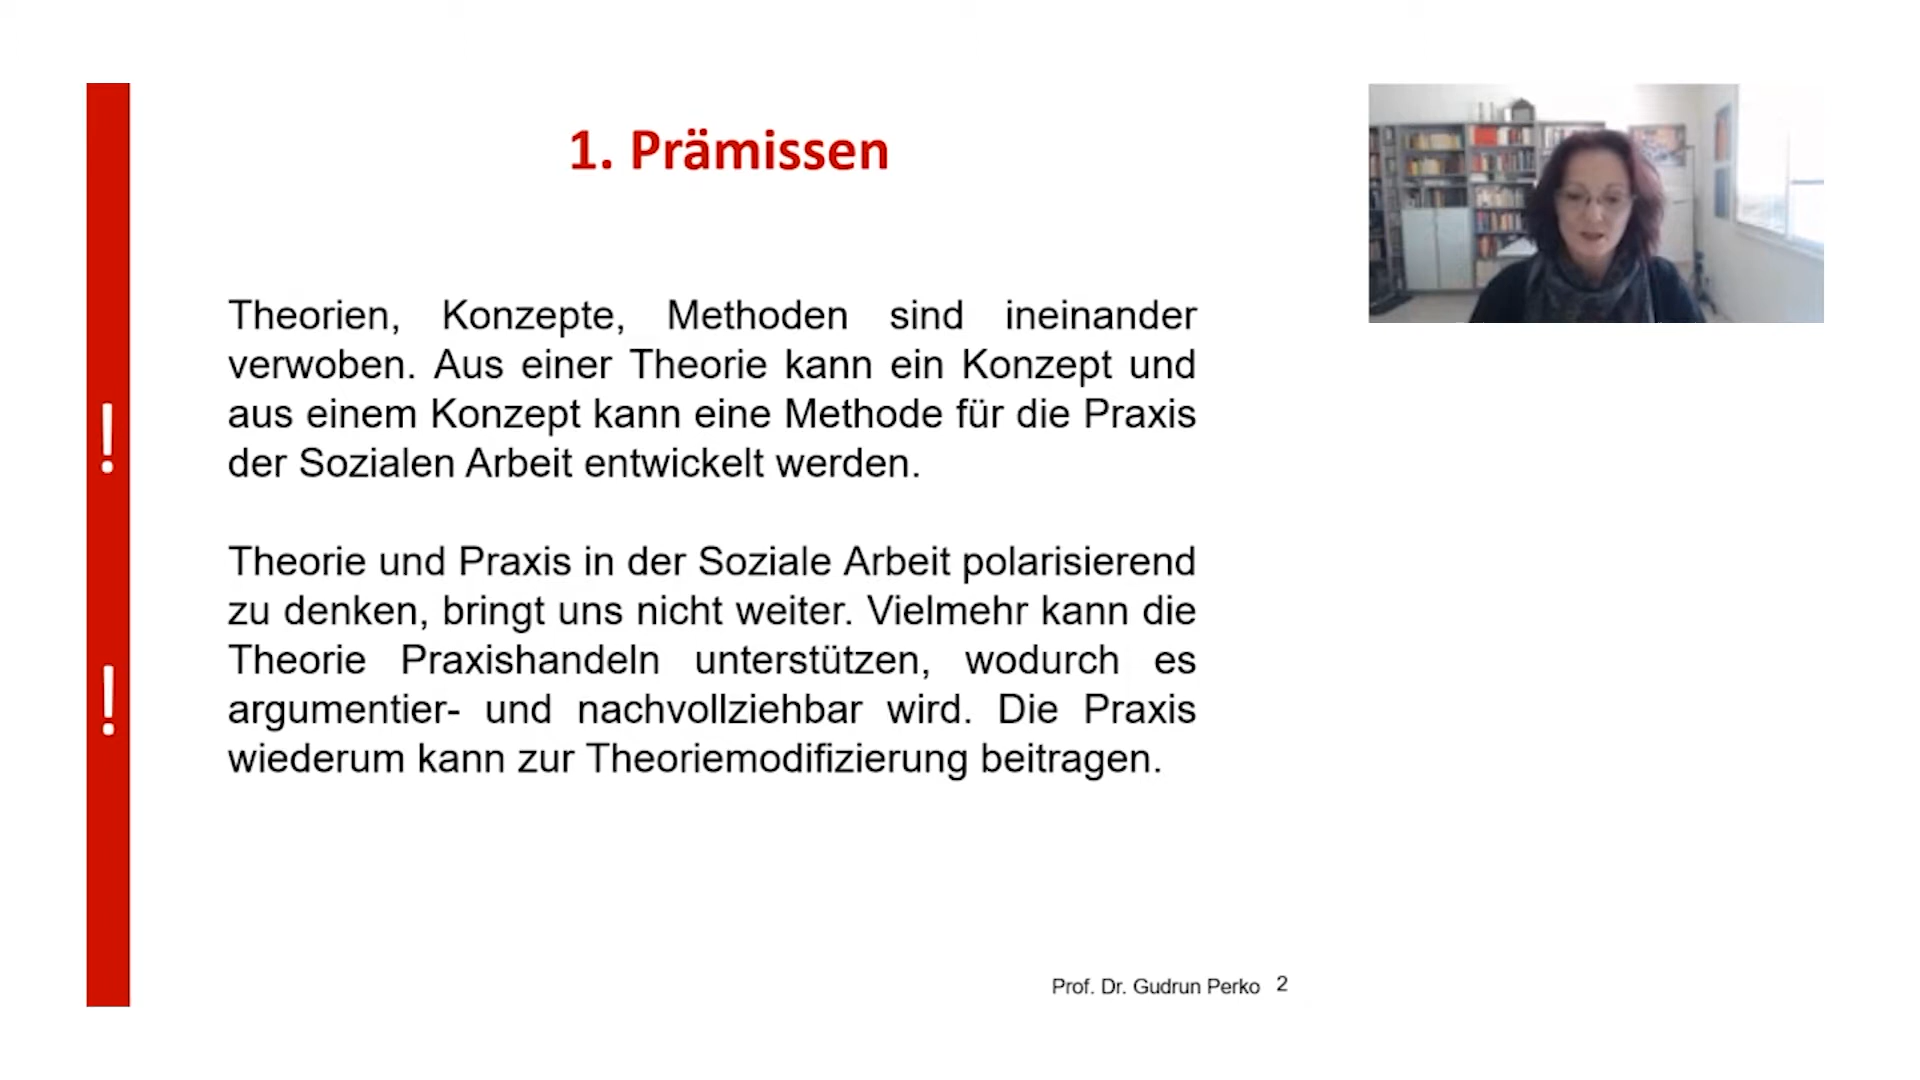 1. Prämissen
Theorien, Konzepte, Methoden sind ineinander
verwoben. Aus einer Theorie kann ein Konzept und
aus einem Konzept kann eine Methode für die Praxis
der Sozialen Arbeit entwickelt werden.
!
Theorie und Praxis in der Soziale Arbeit polarisierend
zu denken, bringt uns nicht weiter. Vielmehr kann die
Theorie Praxishandeln unterstützen, wodurch es
argumentier- und nachvollziehbar wird. Die Praxis
wiederum kann zur Theoriemodifizierung beitragen.
!
Prof. Dr. Gudrun Perko 2